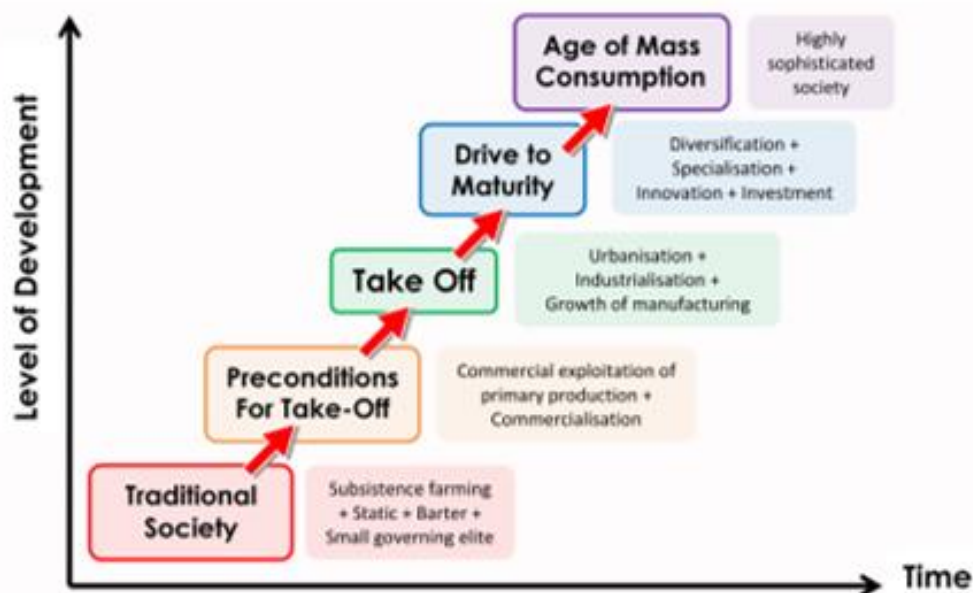 Level of Development
Age of Mass
Consumption
Highly
sophisticated
society
Drive to
Maturity
Diversification +
Specialisation +
Innovation + Investment
Take Off
Urbanisation +
Industrialisation +
Growth of manufacturing
Preconditions
For Take-Off
Commercial exploitation of
primary production +
Commercialisation
Traditional
Society
Subsistence farming
+ Static + Barter +
Small governing elite
Time